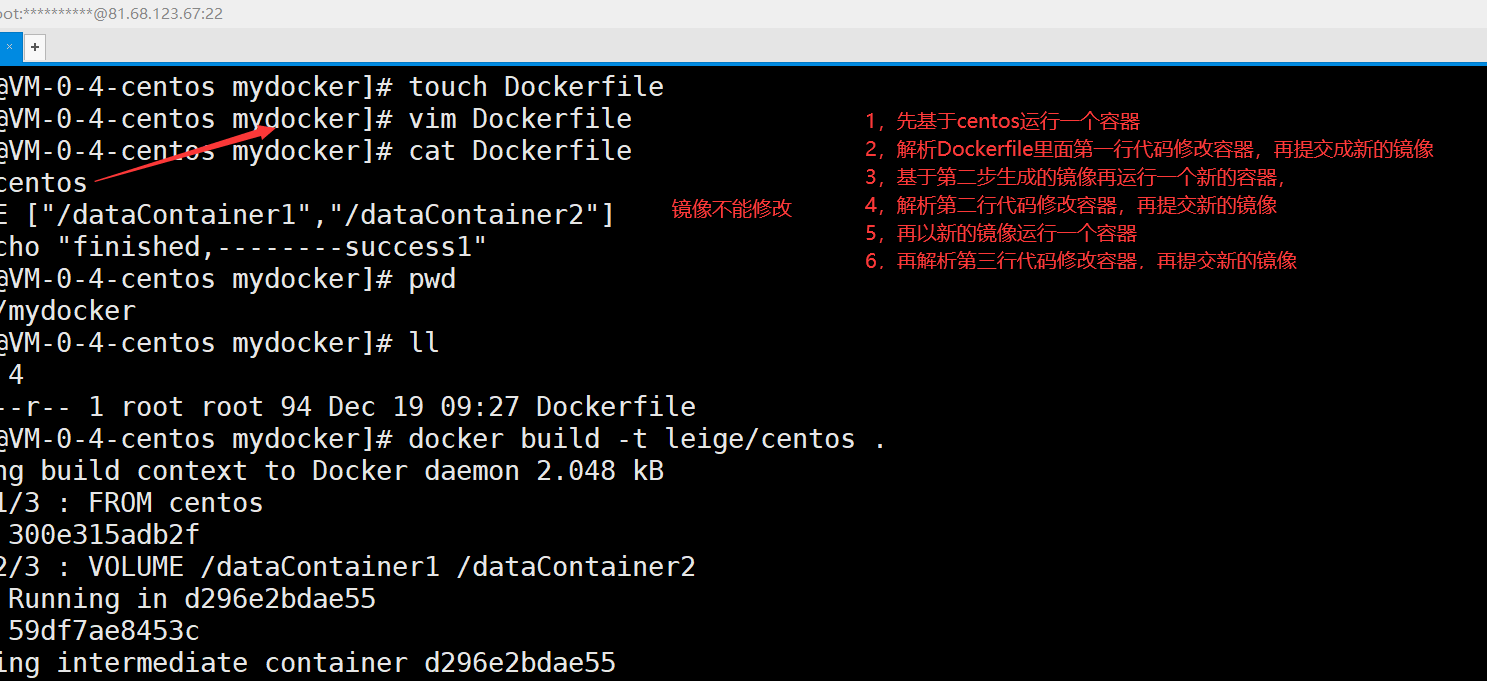 oot:**********@81.68.123.67:22
× +
@VM-0-4-centos mydocker]# touch Dockerfile
@VM-0-4-centos mydocker]# vim Dockerfile
@VM-0-4-centos mydocker]# cat Dockerfile
centos
E ["/dataContainer1","/dataContainer2"]
cho "finished,--------success1"
@VM-0-4-centos mydocker]# pwd
/mydocker
@VM-0-4-centos mydocker]# ll
4
--r-- 1 root root 94 Dec 19 09:27 Dockerfile
@VM-0-4-centos mydocker]# docker build -t leige/centos .
ng build context to Docker daemon 2.048 kB
1/3 : FROM centos
300e315adb2f
2/3 : VOLUME /dataContainer1 /dataContainer2
Running in d296e2bdae55
59df7ae8453c
ing intermediate container d296e2bdae55
镜像不能修改
1，先基于centos运行一个容器
2，解析Dockerfile里面第一行代码修改容器，再提交成新的镜像
3，基于第二步生成的镜像再运行一个新的容器，
4，解析第二行代码修改容器，再提交新的镜像
5，再以新的镜像运行一个容器
6，再解析第三行代码修改容器，再提交新的镜像